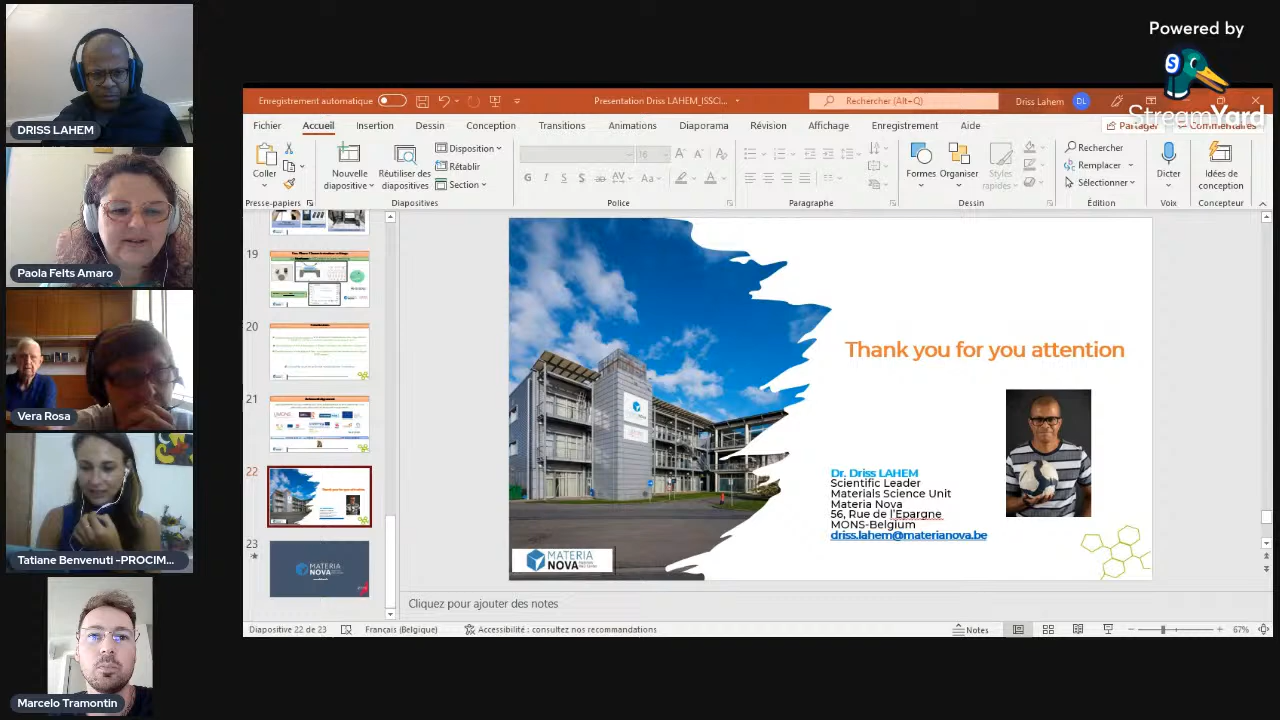 Powered by
StreamYard
DRISS LAHEM
Paola Felts Amaro
Vera Rosa
Tatiane Benvenuti -PROCIM...
Marcelo Tramontin
Enregistrement automatique
Presentation Driss LAHEM_ISSCI...
Rechercher (Alt+Q)
Driss Lahem
DL
Fichier
Accueil
Insertion
Dessin
Conception
Transitions
Animations
Diaporama
Révision
Affichage
Enregistrement
Aide
Partager
Commentaires
Coller
Nouvelle
diapositive
Réutiliser des
diapositives
Disposition
Rétablir
Section
16
G I S S ab AV Aa A
Formes
Organiser
Styles
rapides
Rechercher
Remplacer
Sélectionner
Dicter
Idées de
conception
Presse-papiers
Diapositives
Police
Paragraphe
Dessin
Édition
Voix
Concepteur
19
20
21
22
23
Thank you for you attention
Dr. Driss LAHEM
Scientific Leader
Materials Science Unit
Materia Nova
56, Rue de l'Epargne
MONS-Belgium
driss.lahem@materianova.be
MATERIA
NOVA
Cliquez pour ajouter des notes
Diapositive 22 de 23
Français (Belgique)
Accessibilité : consultez nos recommandations
Notes
67%